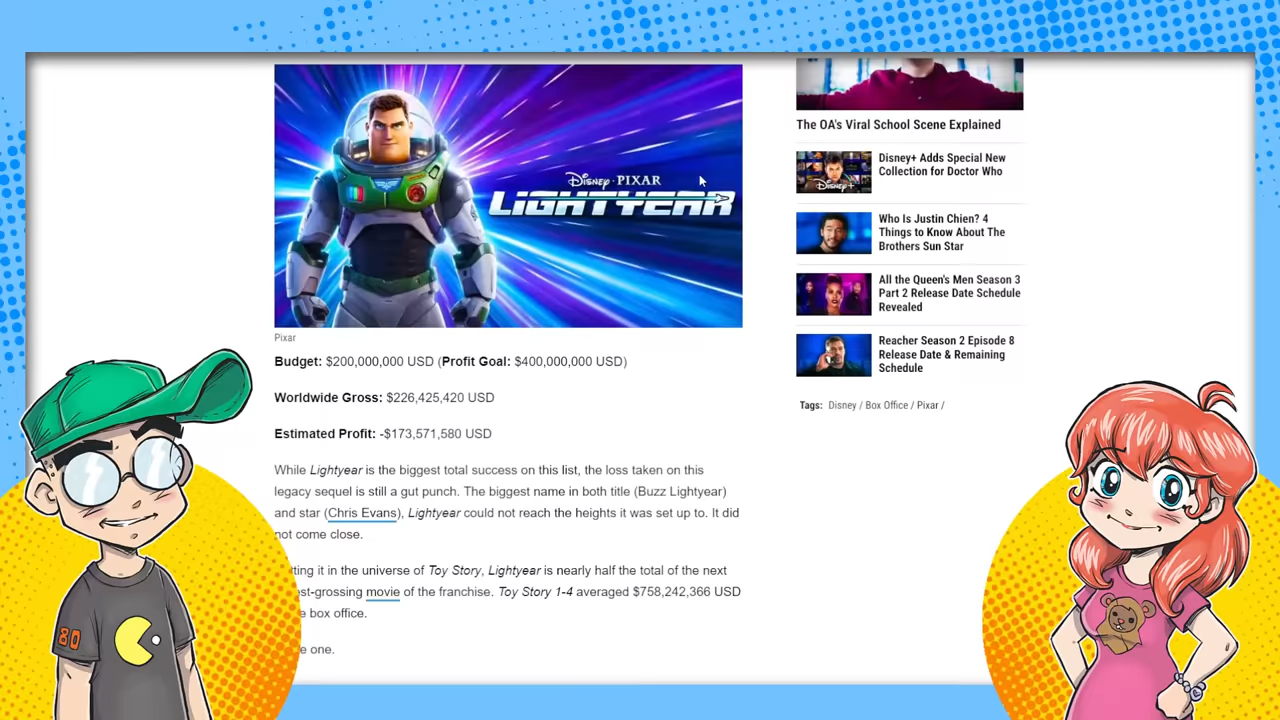 Disney · PIXAR
LIGHTYEAR
Pixar
Budget: $200,000,000 USD (Profit Goal: $400,000,000 USD)
Worldwide Gross: $226,425,420 USD
Estimated Profit: -$173,571,580 USD
While Lightyear is the biggest total success on this list, the loss taken on this
legacy sequel is still a gut punch. The biggest name in both title (Buzz Lightyear)
and star (Chris Evans), Lightyear could not reach the heights it was set up to. It did
not come close.
it in the universe of Toy Story, Lightyear is nearly half the total of the next
movie of the franchise. Toy Story 1-4 averaged $758,242,366 USD
box office.
one.
The OA's Viral School Scene Explained
Disney+
Disney+ Adds Special New
Collection for Doctor Who
Who Is Justin Chien? 4
Things to Know About The
Brothers Sun Star
All the Queen's Men Season 3
Part 2 Release Date Schedule
Revealed
Reacher Season 2 Episode 8
Release Date & Remaining
Schedule
Tags: Disney / Box Office / Pixar /
80